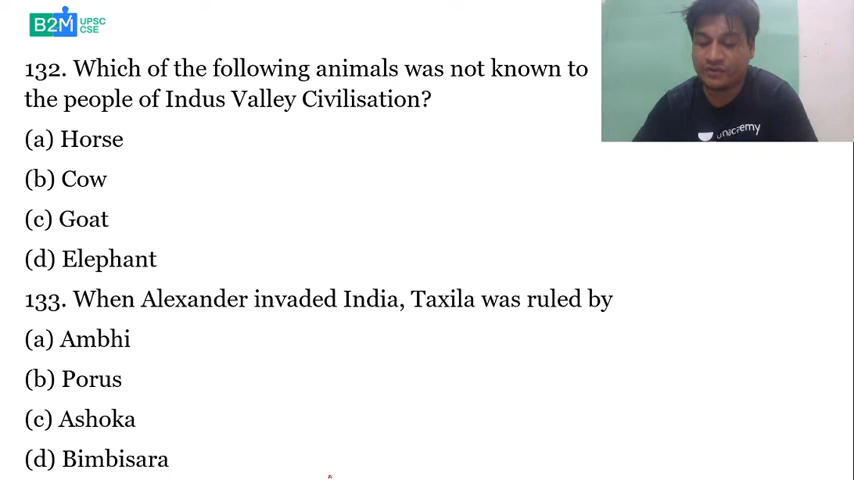 B2M UPSC
CSE
132. Which of the following animals was not known to
the people of Indus Valley Civilisation?
(a) Horse
(b) Cow
(c) Goat
(d) Elephant
133. When Alexander invaded India, Taxila was ruled by
(a) Ambhi
(b) Porus
(c) Ashoka
(d) Bimbisara
unacademy